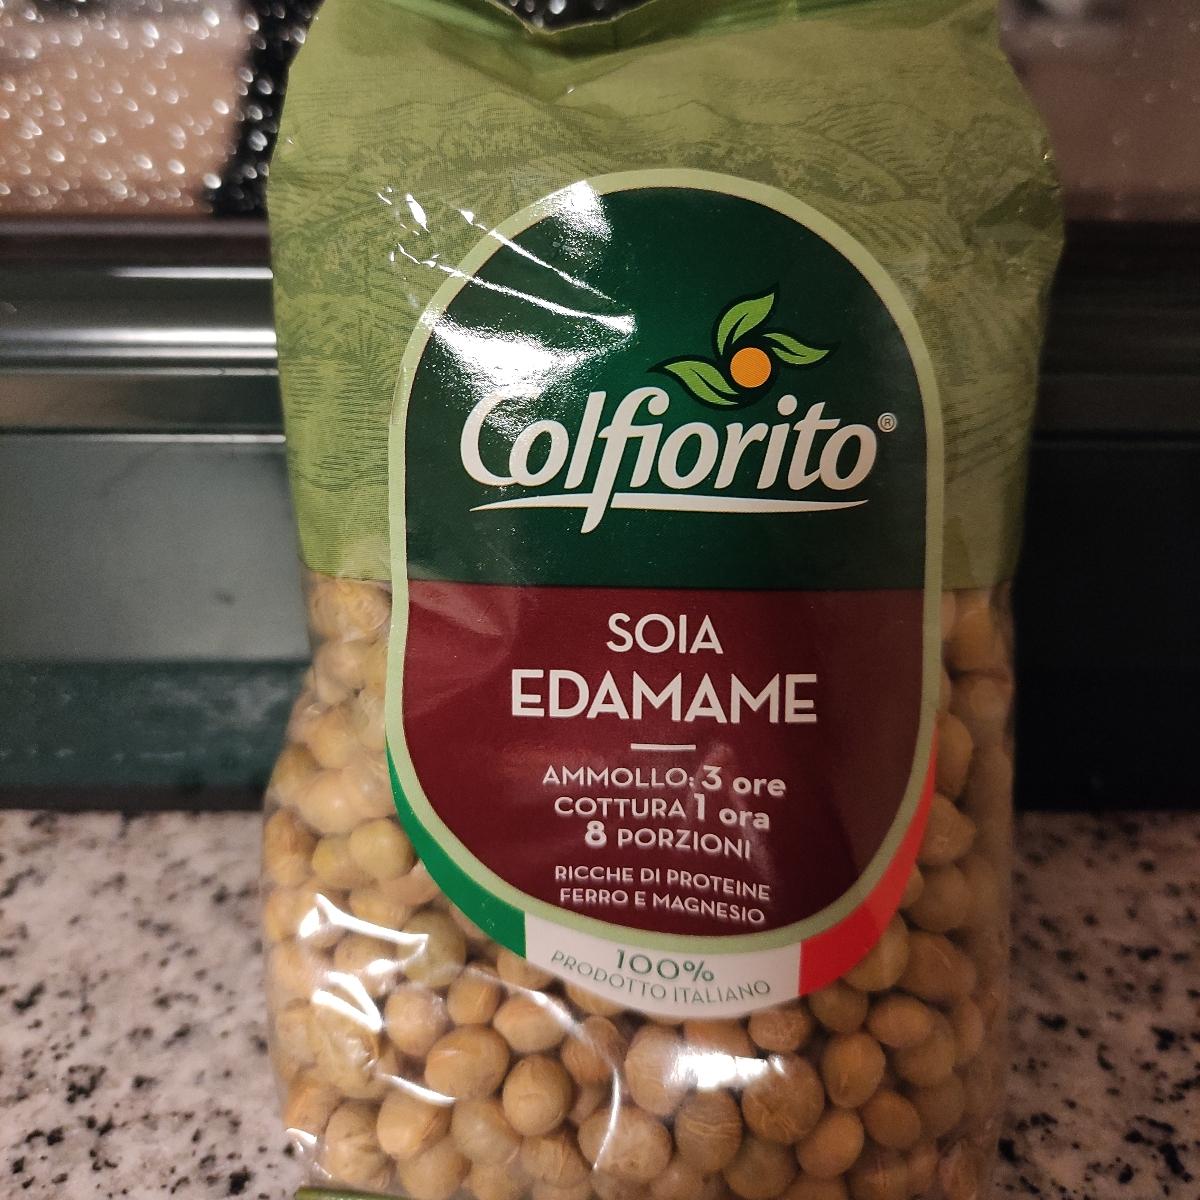 Colfiorito®
SOIA
EDAMAME
AMMOLLO: 3 ore
COTTURA 1 ora
8 PORZIONI
RICCHE DI PROTEINE
FERRO E MAGNESIO
100%
PRODOTTO ITALIANO